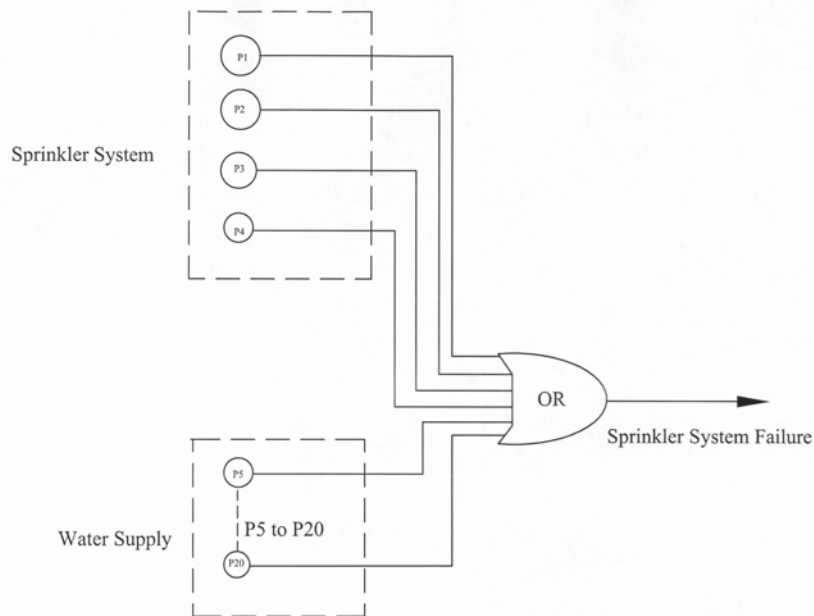 P1
P2
Sprinkler System
P3
P4
OR
Sprinkler System Failure
P5
P5 to P20
Water Supply
P20